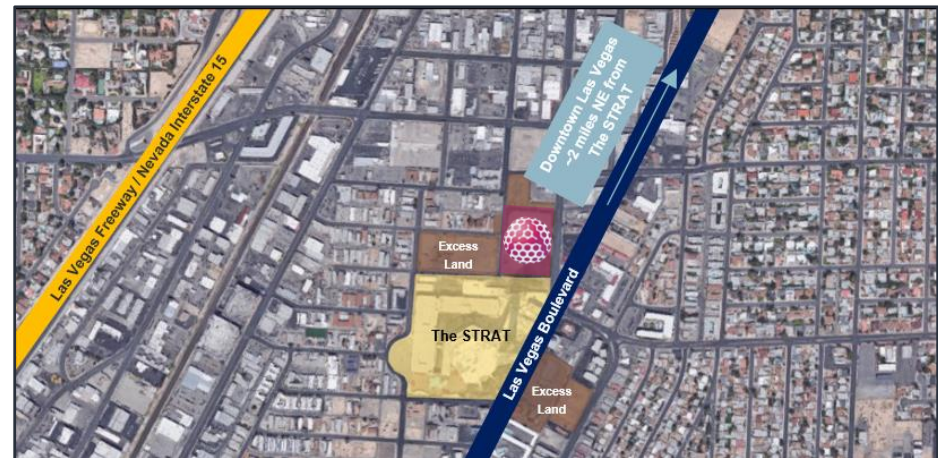 Las Vegas Freeway / Nevada Interstate 15
Downtown Las Vegas
~2 miles NE from
The STRAT
Excess
Land
The STRAT
Las Vegas Boulevard
Excess
Land